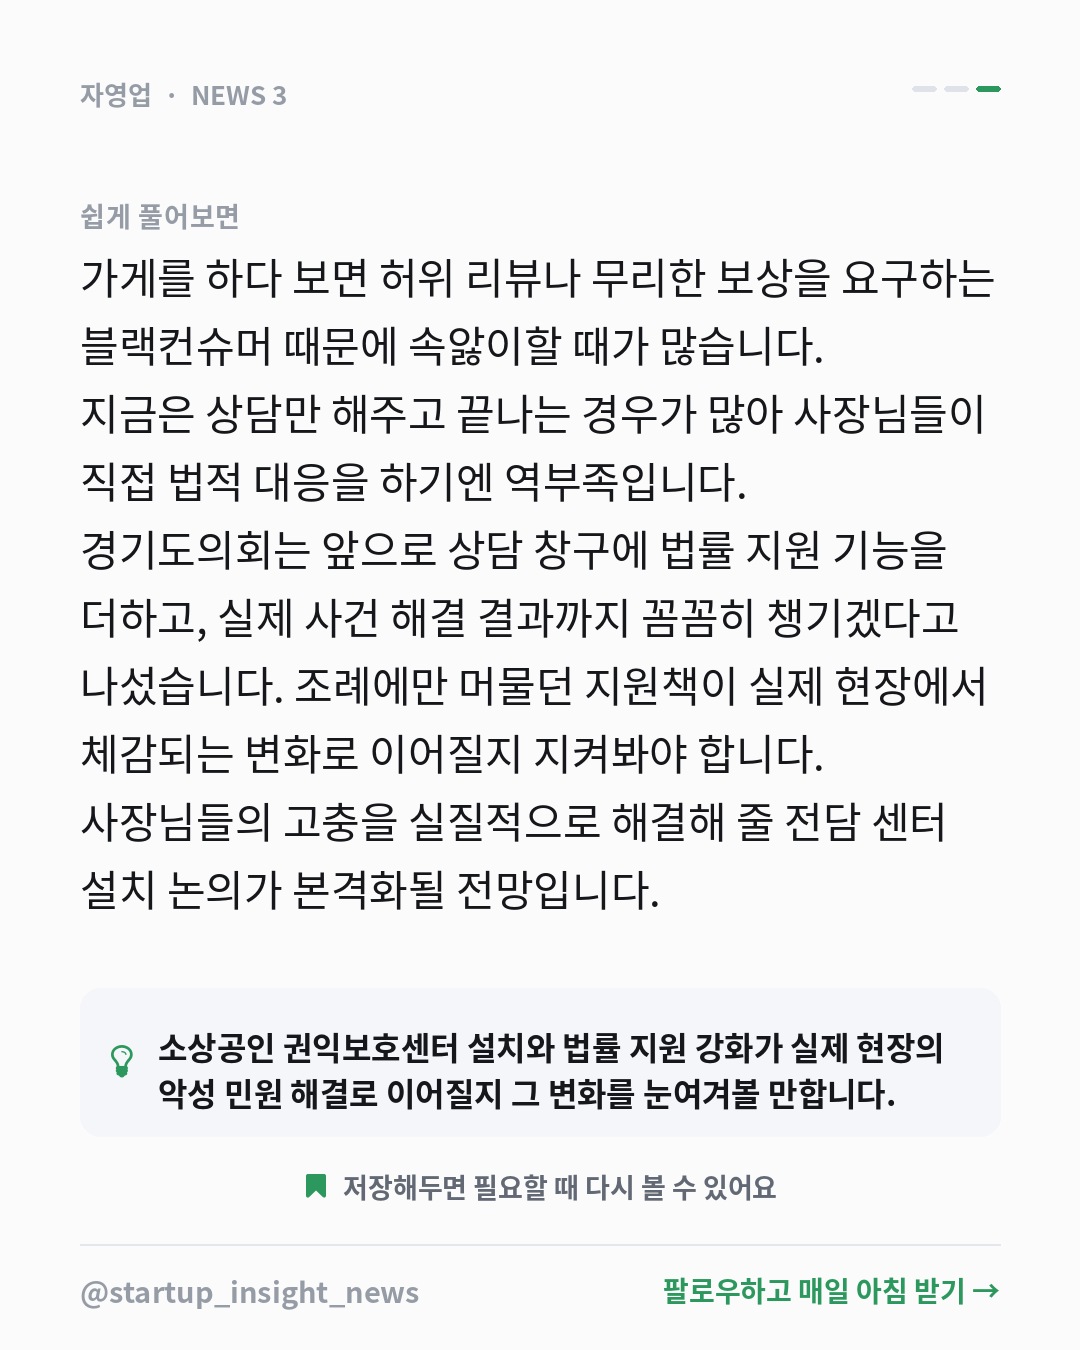 자영업 · NEWS 3
쉽게 풀어보면
가게를 하다 보면 허위 리뷰나 무리한 보상을 요구하는
블랙컨슈머 때문에 속앓이할 때가 많습니다.
지금은 상담만 해주고 끝나는 경우가 많아 사장님들이
직접 법적 대응을 하기엔 역부족입니다.
경기도의회는 앞으로 상담 창구에 법률 지원 기능을
더하고, 실제 사건 해결 결과까지 꼼꼼히 챙기겠다고
나섰습니다. 조례에만 머물던 지원책이 실제 현장에서
체감되는 변화로 이어질지 지켜봐야 합니다.
사장님들의 고충을 실질적으로 해결해 줄 전담 센터
설치 논의가 본격화될 전망입니다.
소상공인 권익보호센터 설치와 법률 지원 강화가 실제 현장의
악성 민원 해결로 이어질지 그 변화를 눈여겨볼 만합니다.
저장해두면 필요할 때 다시 볼 수 있어요
@startup_insight_news
팔로우하고 매일 아침 받기 →